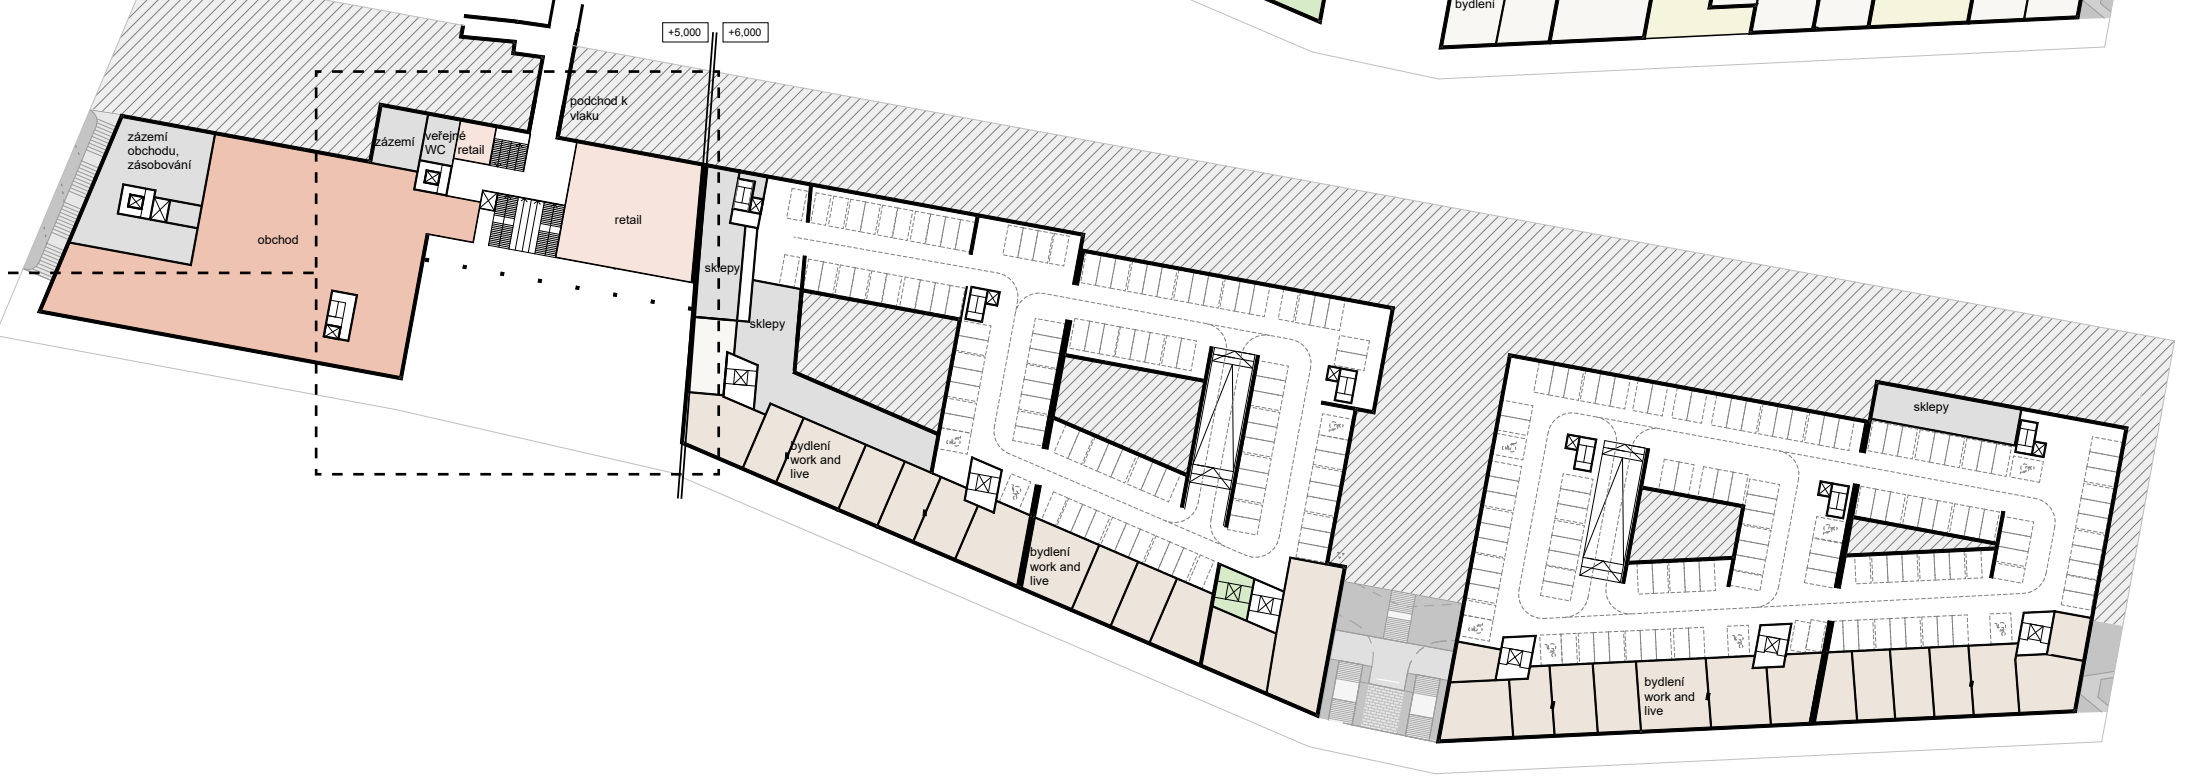 bydlení
+5,000
+6,000
podchod k
vlaku
zázemí
obchodu,
zásobování
zázemí
veřejné
WC
retail
retail
obchod
sklepy
sklepy
sklepy
bydlení
work and
live
bydlení
work and
live
bydlení
work and
live